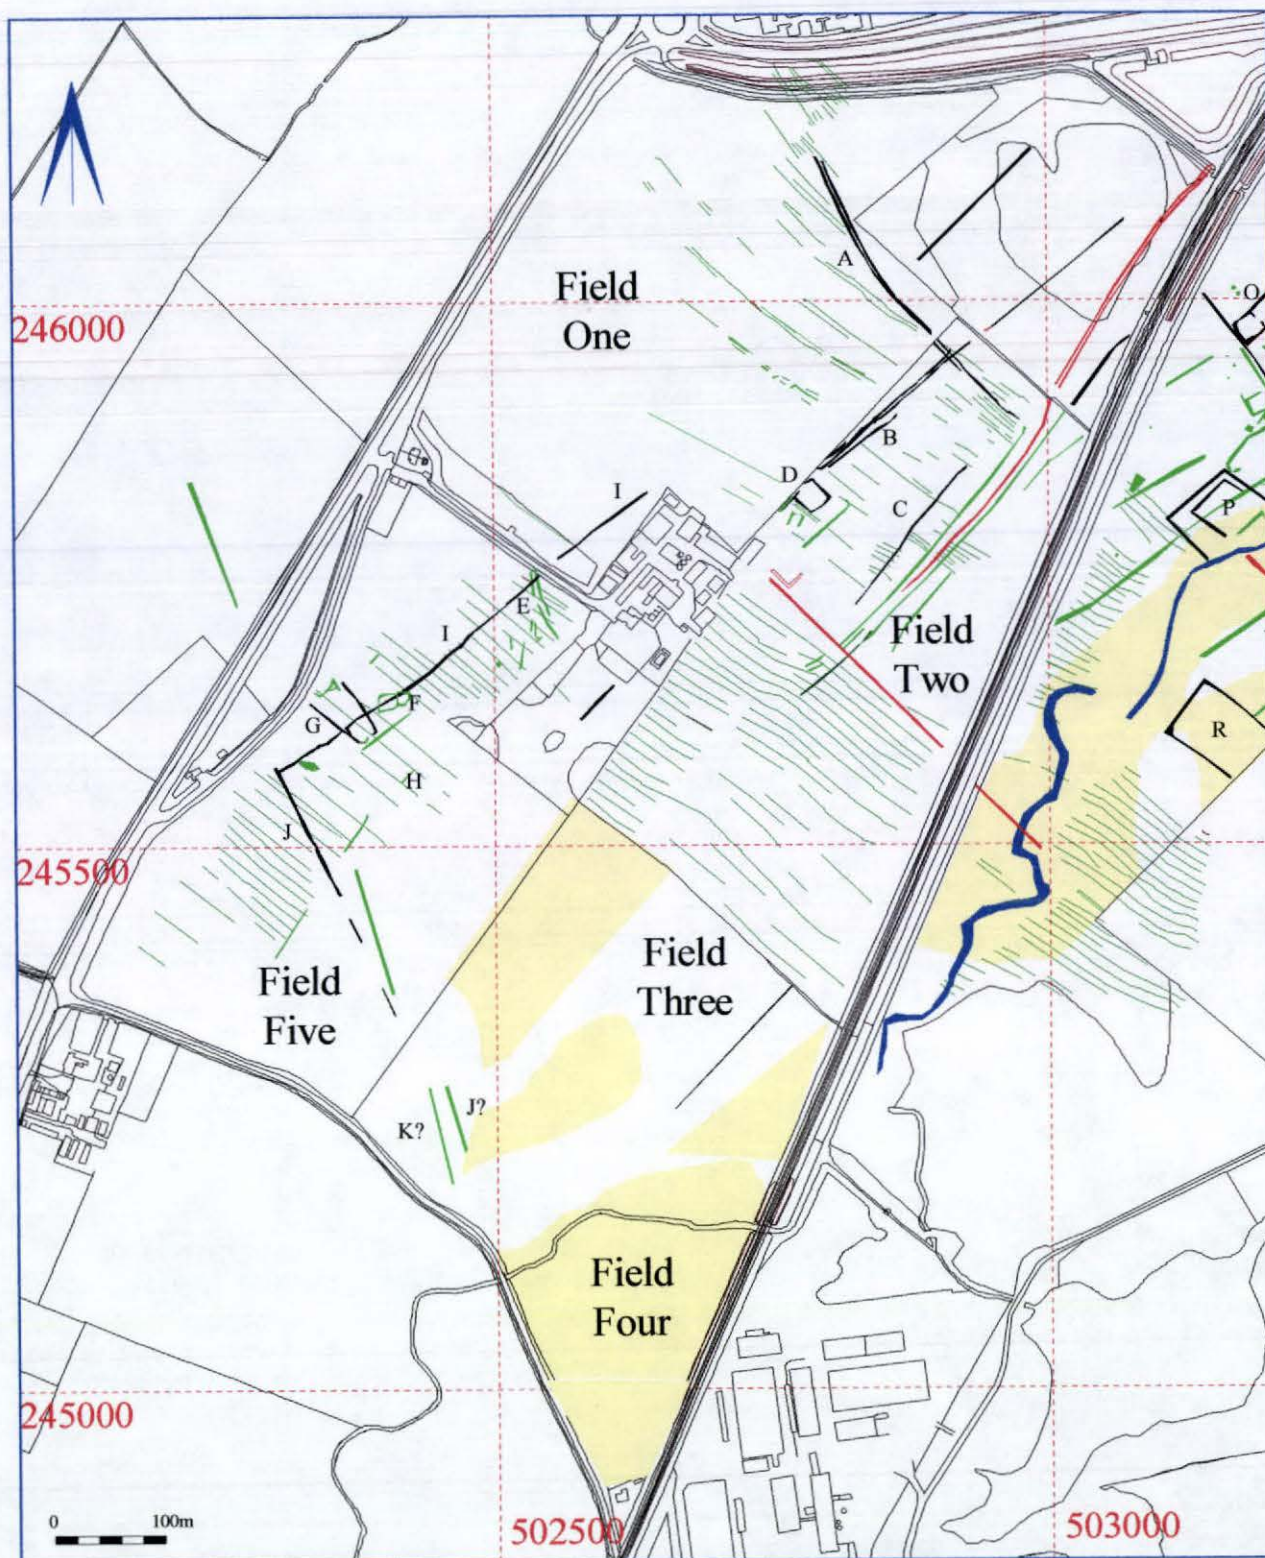 A
O
Field
One
246000
B
D
I
C
P
E
Field
Two
I
F
G
R
H
J
245500
Field
Three
Field
Five
J?
K?
Field
Four
245000
0 100m
502500
503000